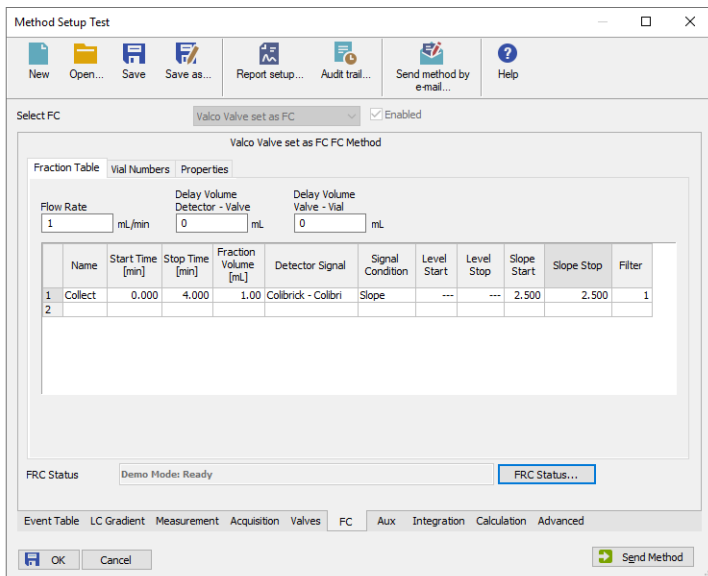 Method Setup Test
New Open... Save Save as... Report setup... Audit trail... Send method by e-mail... Help
Select FC Valco Valve set as FC Enabled
Valco Valve set as FC FC Method
Fraction Table Vial Numbers Properties
Flow Rate Delay Volume Detector - Valve Delay Volume Valve - Vial
1 mL/min 0 mL 0 mL
Name Start Time [min] Stop Time [min] Fraction Volume [mL] Detector Signal Signal Condition Level Start Level Stop Slope Start Slope Stop Filter
1 Collect 0.000 4.000 1.00 Colibrick - Colibri Slope --- --- 2.500 2.500 1
2
FRC Status Demo Mode: Ready FRC Status...
Event Table LC Gradient Measurement Acquisition Valves FC Aux Integration Calculation Advanced
OK Cancel Send Method